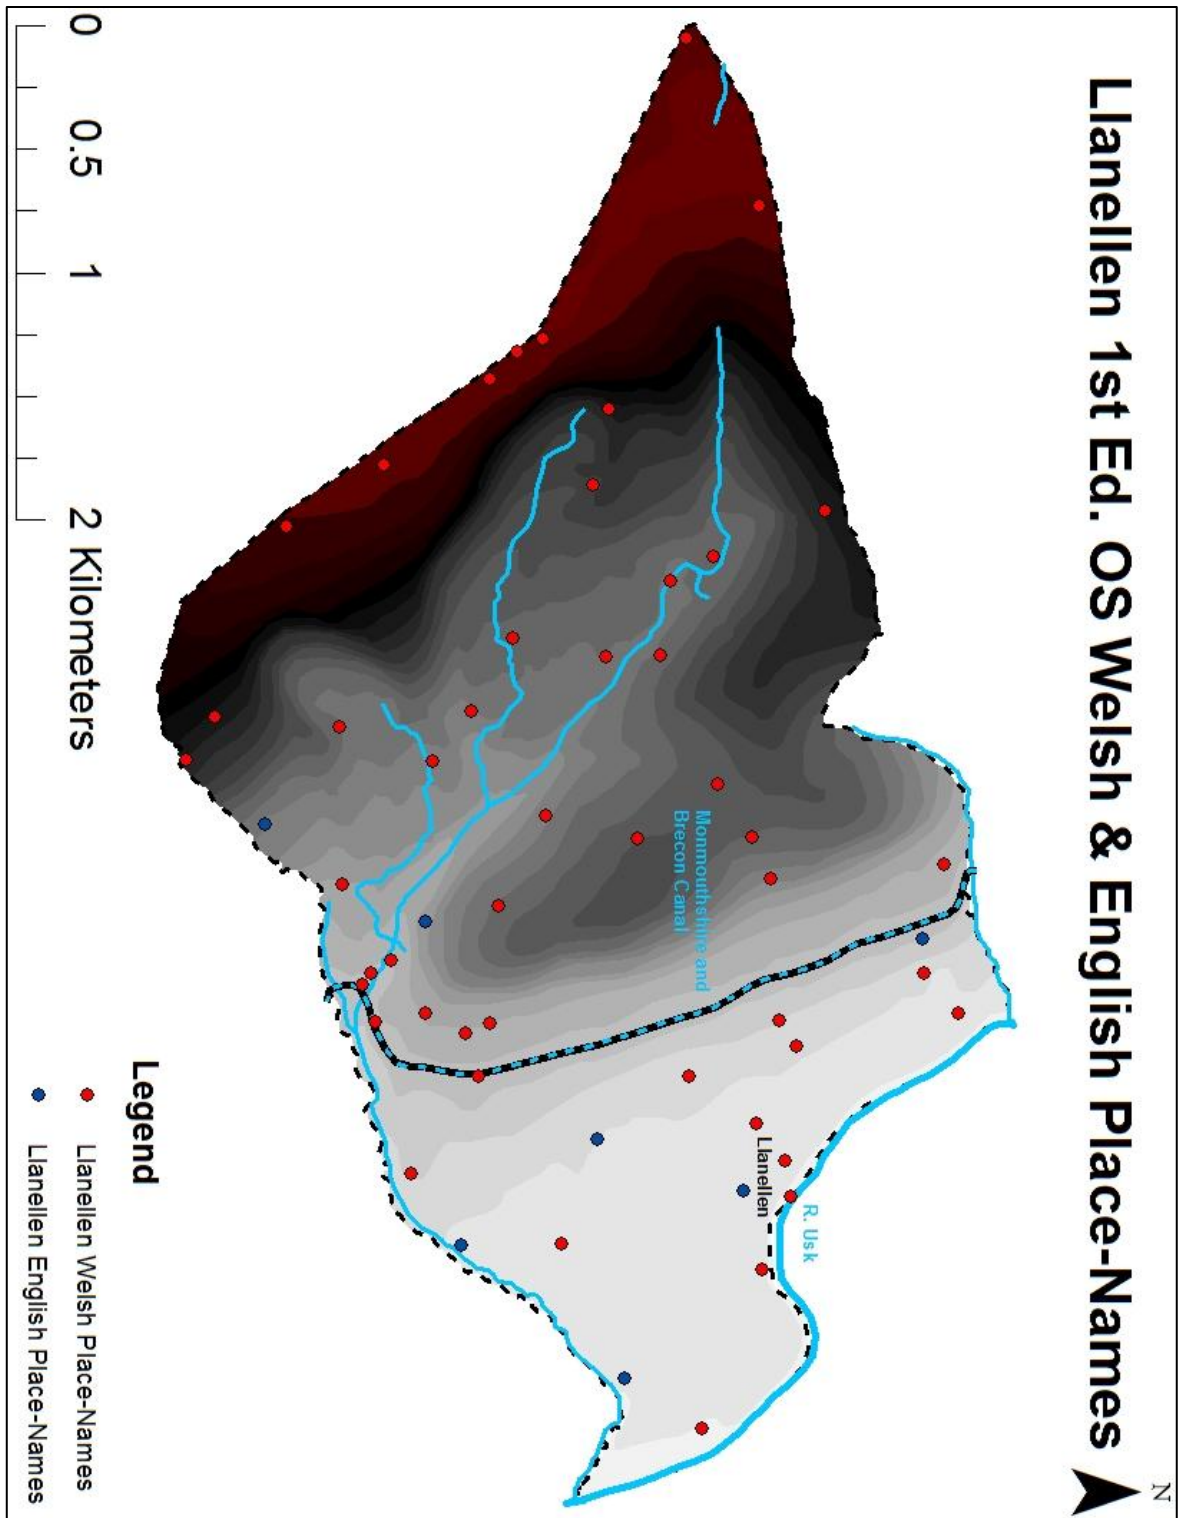 Llanellen 1st Ed. OS Welsh & English Place-Names
N
Monmouthshire and
Brecon Canal
R. Usk
Llanellen
Legend
Llanellen Welsh Place-Names
Llanellen English Place-Names
0 0.5 1 2 Kilometers